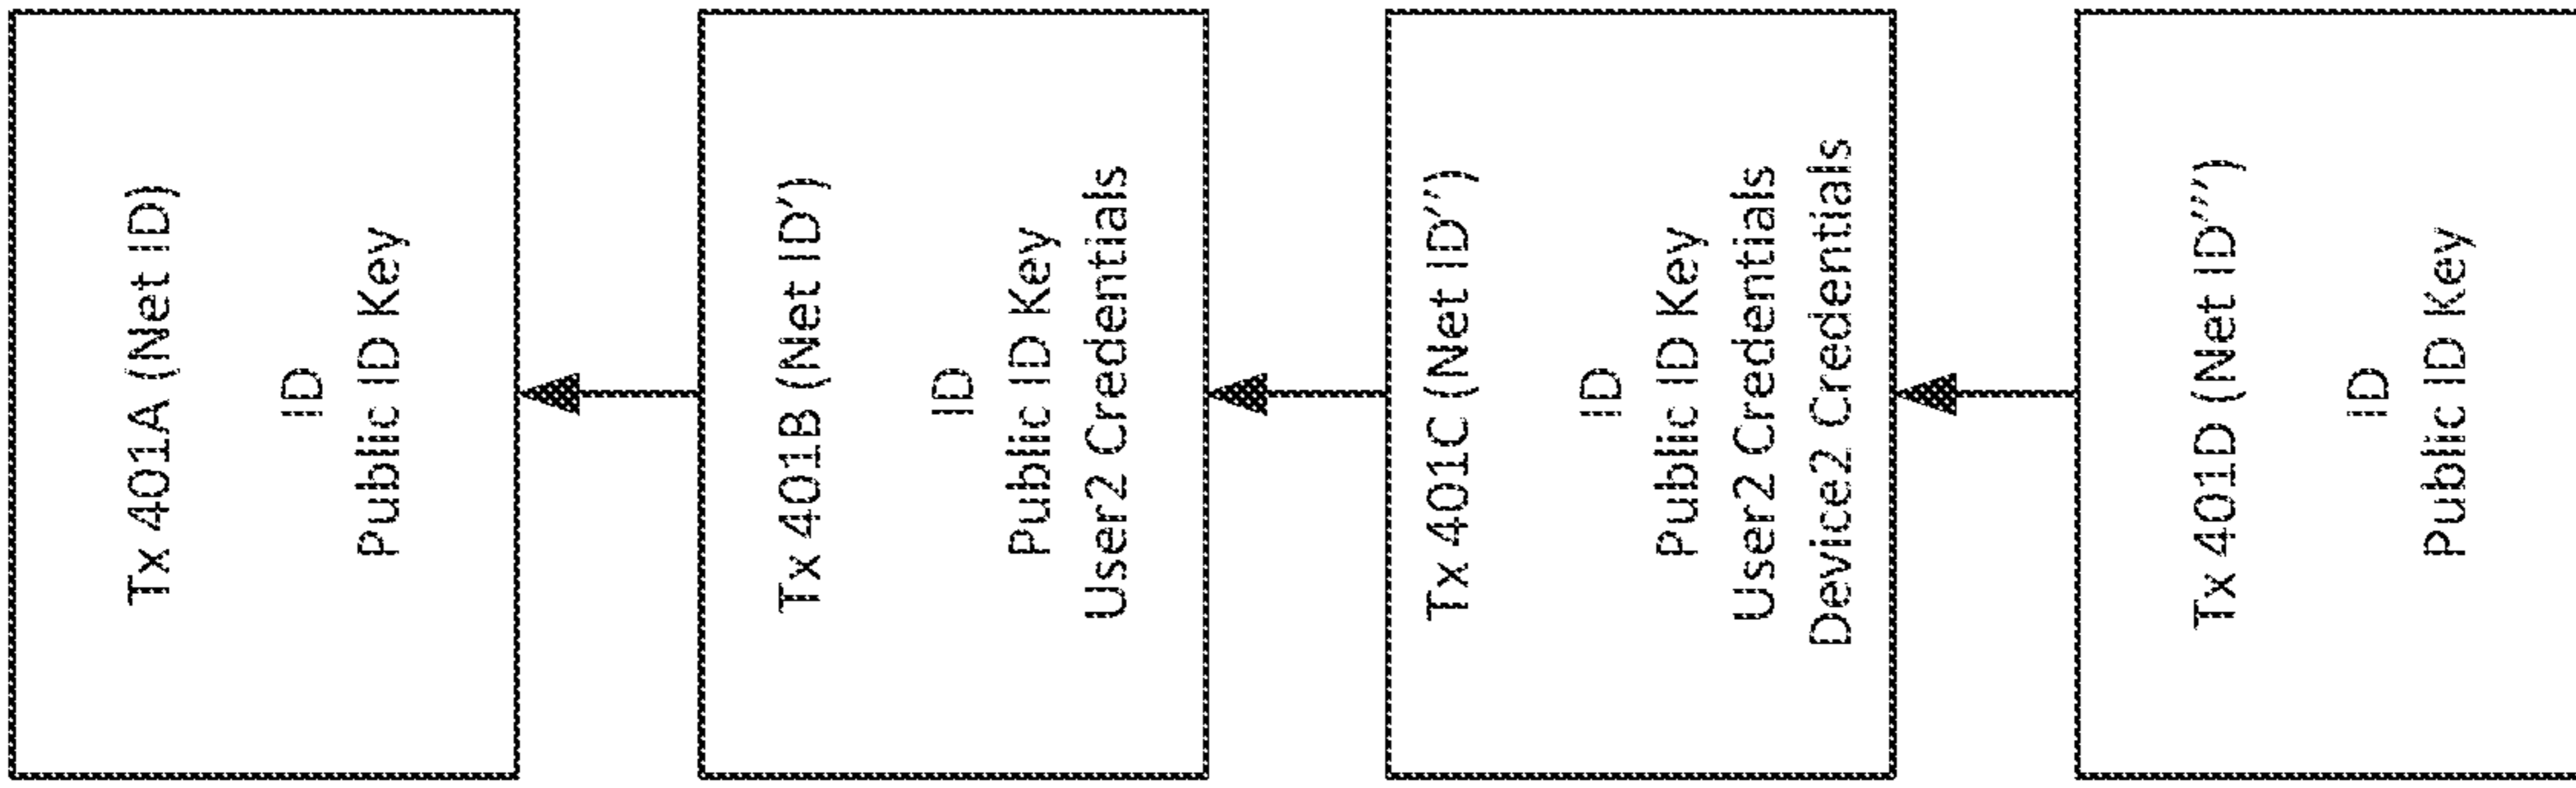 Tx 401A (Net ID)
ID
Public ID Key
Tx 401B (Net ID’)
ID
Public ID Key
User2 Credentials
Tx 401C (Net ID’’)
ID
Public ID Key
User2 Credentials
Device2 Credentials
Tx 401D (Net ID’’’)
ID
Public ID Key